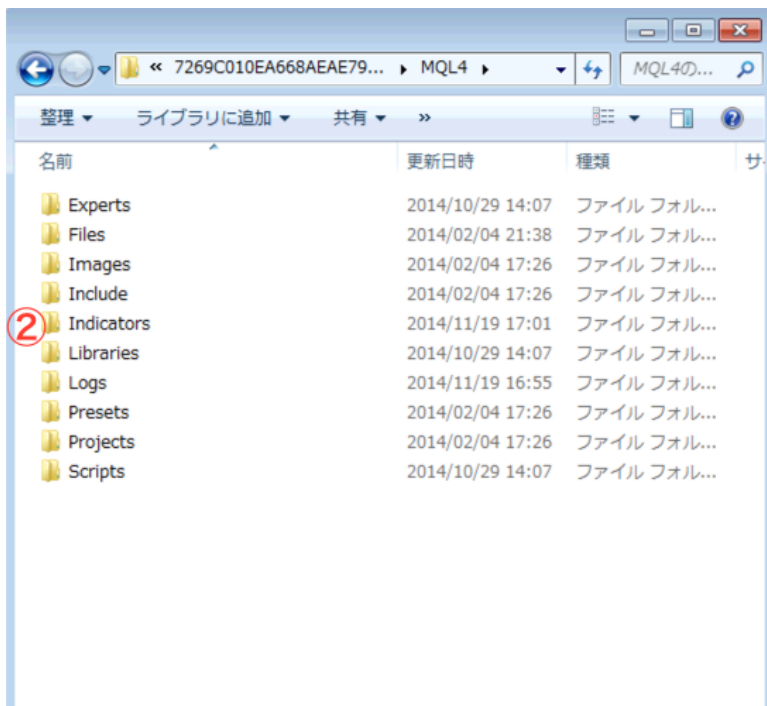 « 7269C010EA668AEAE79... ▸ MQL4 ▸ MQL4の...
整理 ▼ ライブラリに追加 ▼ 共有 ▼ »
名前 更新日時 種類 サ
Experts 2014/10/29 14:07 ファイル フォル...
Files 2014/02/04 21:38 ファイル フォル...
Images 2014/02/04 17:26 ファイル フォル...
Include 2014/02/04 17:26 ファイル フォル...
② Indicators 2014/11/19 17:01 ファイル フォル...
Libraries 2014/10/29 14:07 ファイル フォル...
Logs 2014/11/19 16:55 ファイル フォル...
Presets 2014/02/04 17:26 ファイル フォル...
Projects 2014/02/04 17:26 ファイル フォル...
Scripts 2014/10/29 14:07 ファイル フォル...